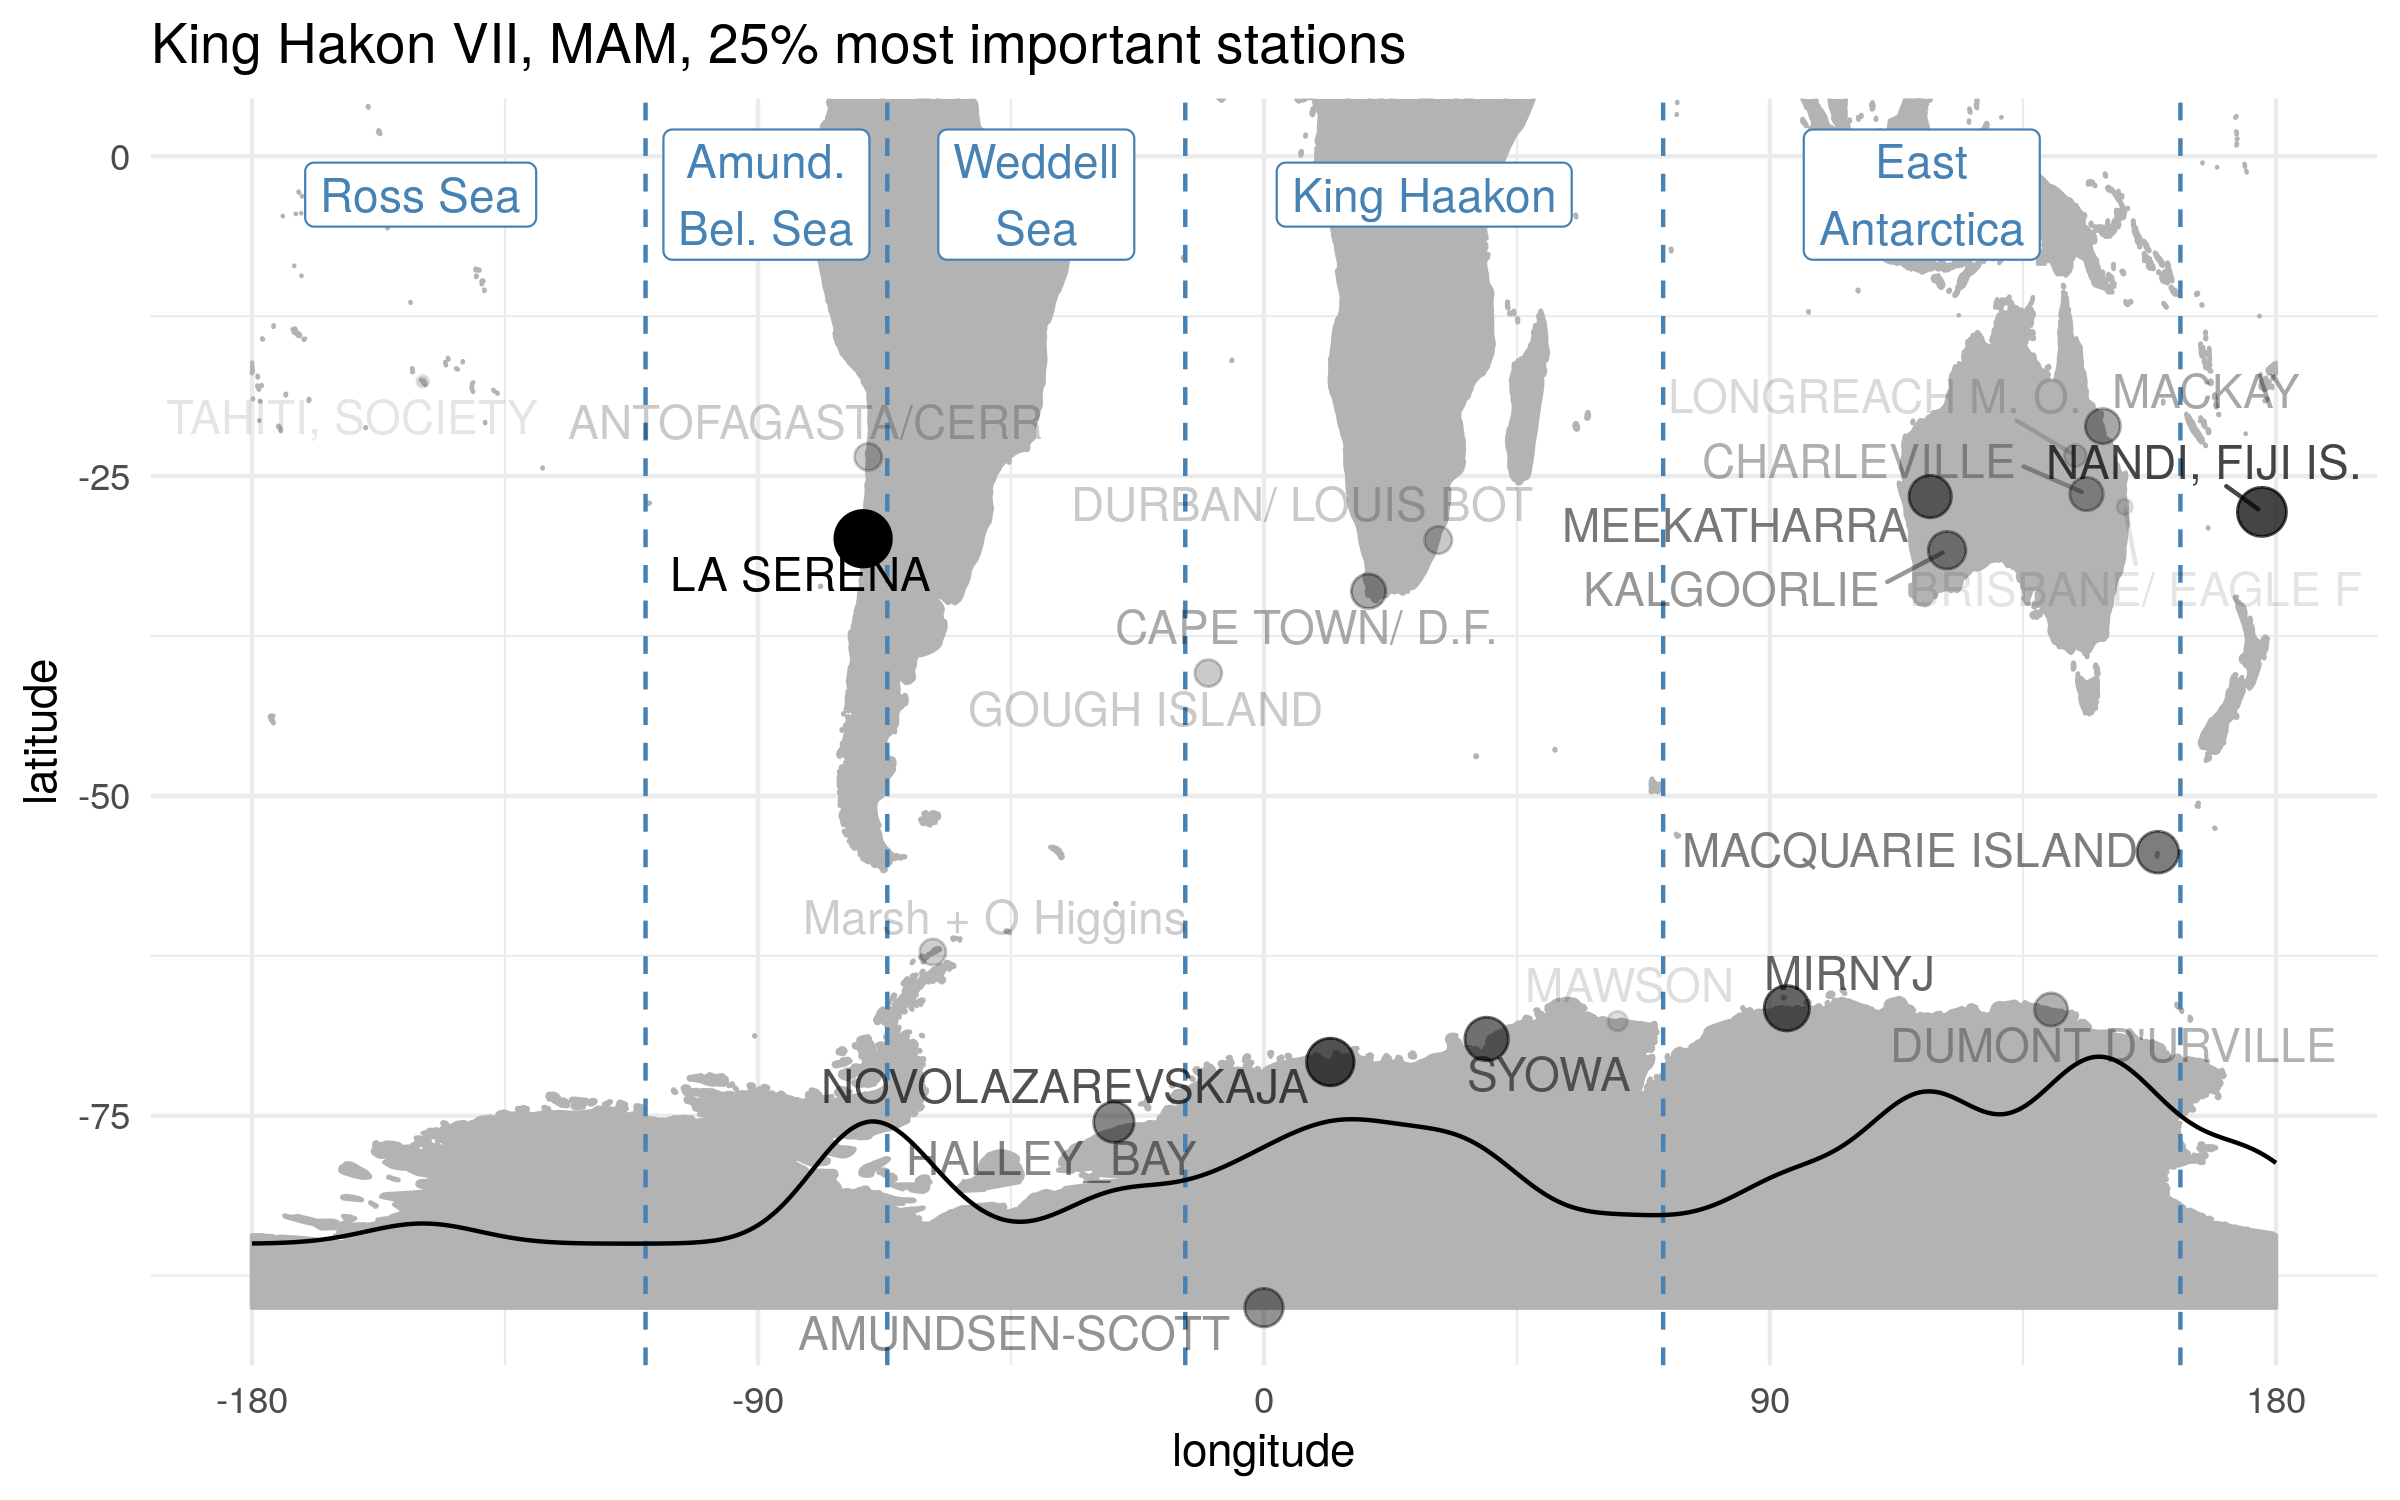 King Hakon VII, MAM, 25% most important stations
0
Amund.
Bel. Sea
Weddell
Sea
East
Antarctica
Ross Sea
King Haakon
TAHITI, SOCIETY
ANTOFAGASTA/CERR
LONGREACH M. O.
MACKAY
-25
CHARLEVILLE
NANDI, FIJI IS.
DURBAN/ LOUIS BOT
MEEKATHARRA
LA SERENA
KALGOORLIE
BRISBANE/ EAGLE F
CAPE TOWN/ D.F.
GOUGH ISLAND
latitude
-50
MACQUARIE ISLAND
Marsh + O Higgins
MAWSON
MIRNYJ
DUMONT D'URVILLE
NOVOLAZAREVSKAJA
SYOWA
-75
HALLEY_BAY
AMUNDSEN-SCOTT
-180
-90
0
90
180
longitude